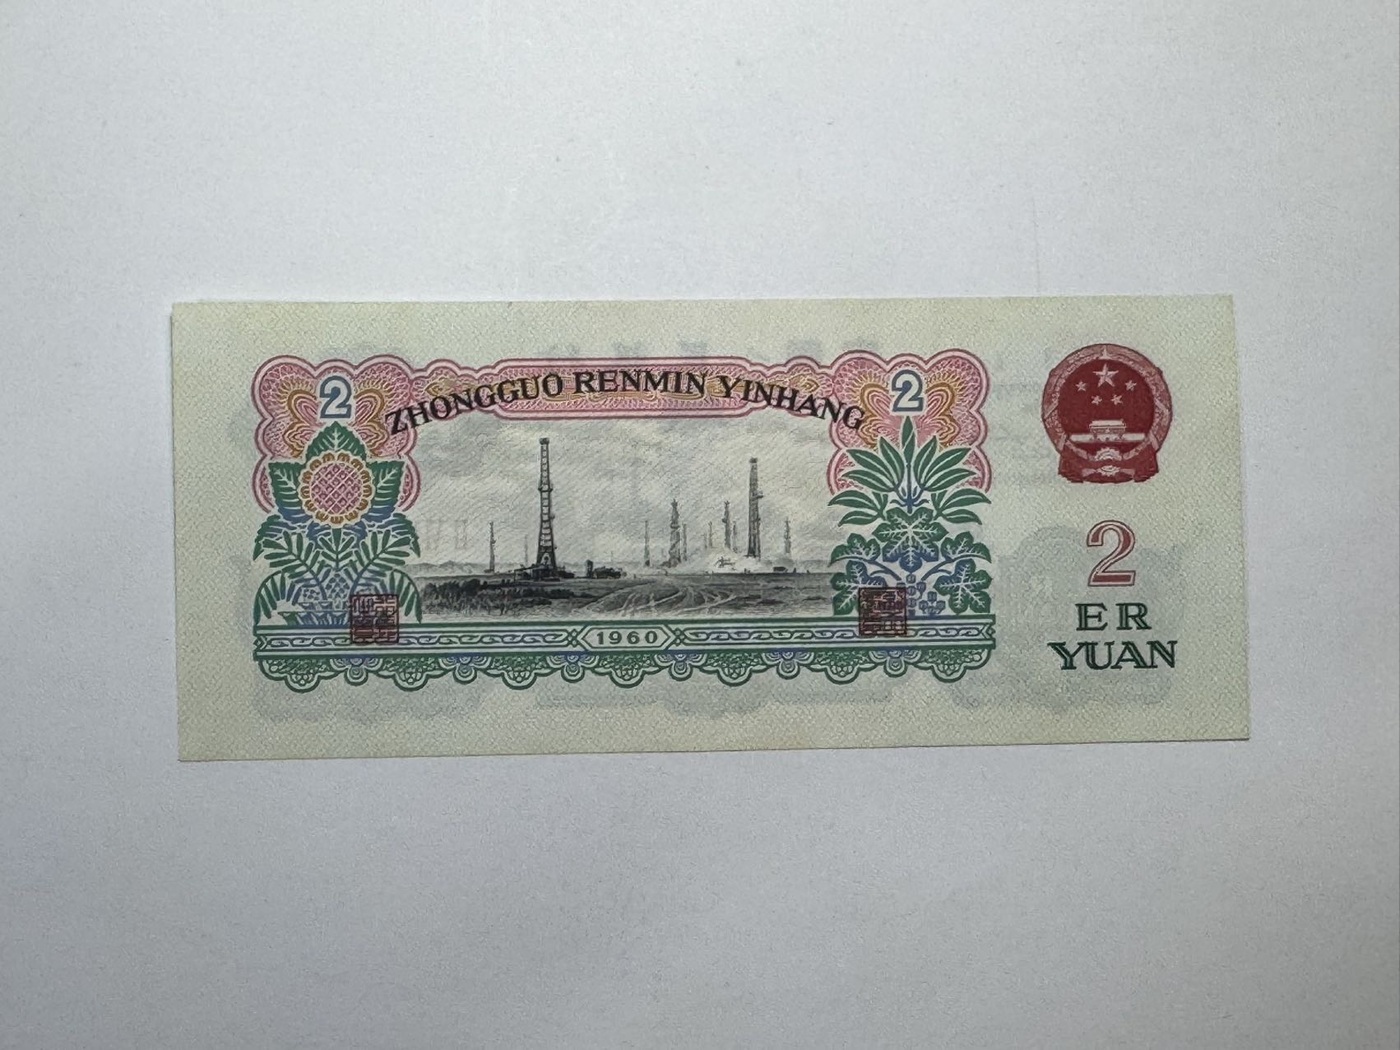 ZHONGGUO RENMIN YINHANG
2
2
1960
2
ER
YUAN